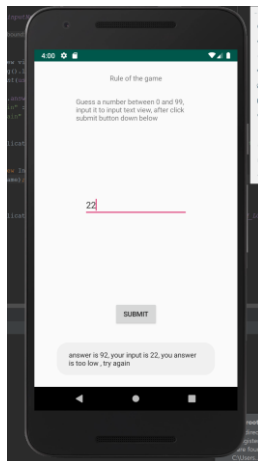 4:00
Rule of the game
Guess a number between 0 and 99,
input it to input text view, after click
submit button down below
22
SUBMIT
answer is 92, your input is 22, you answer
is too low , try again